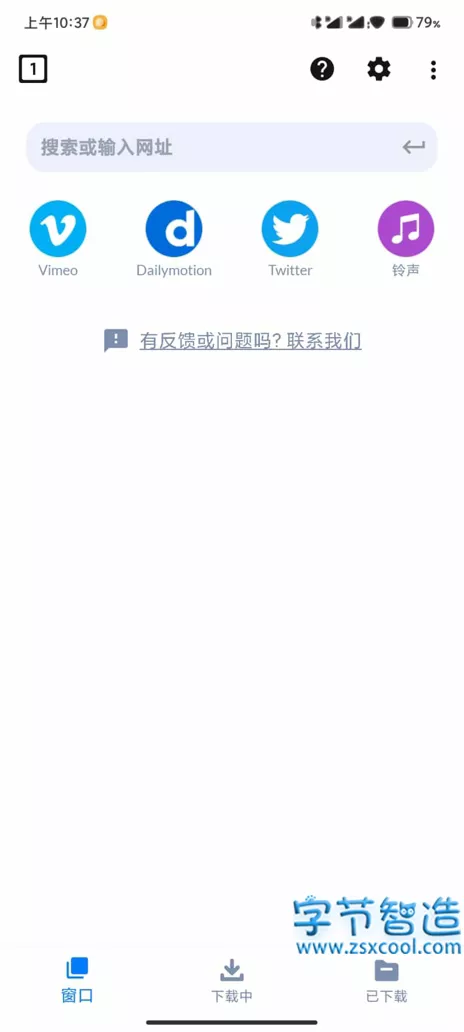 上午10:37
79%
1
搜索或输入网址
Vimeo
Dailymotion
Twitter
铃声
有反馈或问题吗? 联系我们
字节智造
www.zsxcool.com
窗口
下载中
已下载